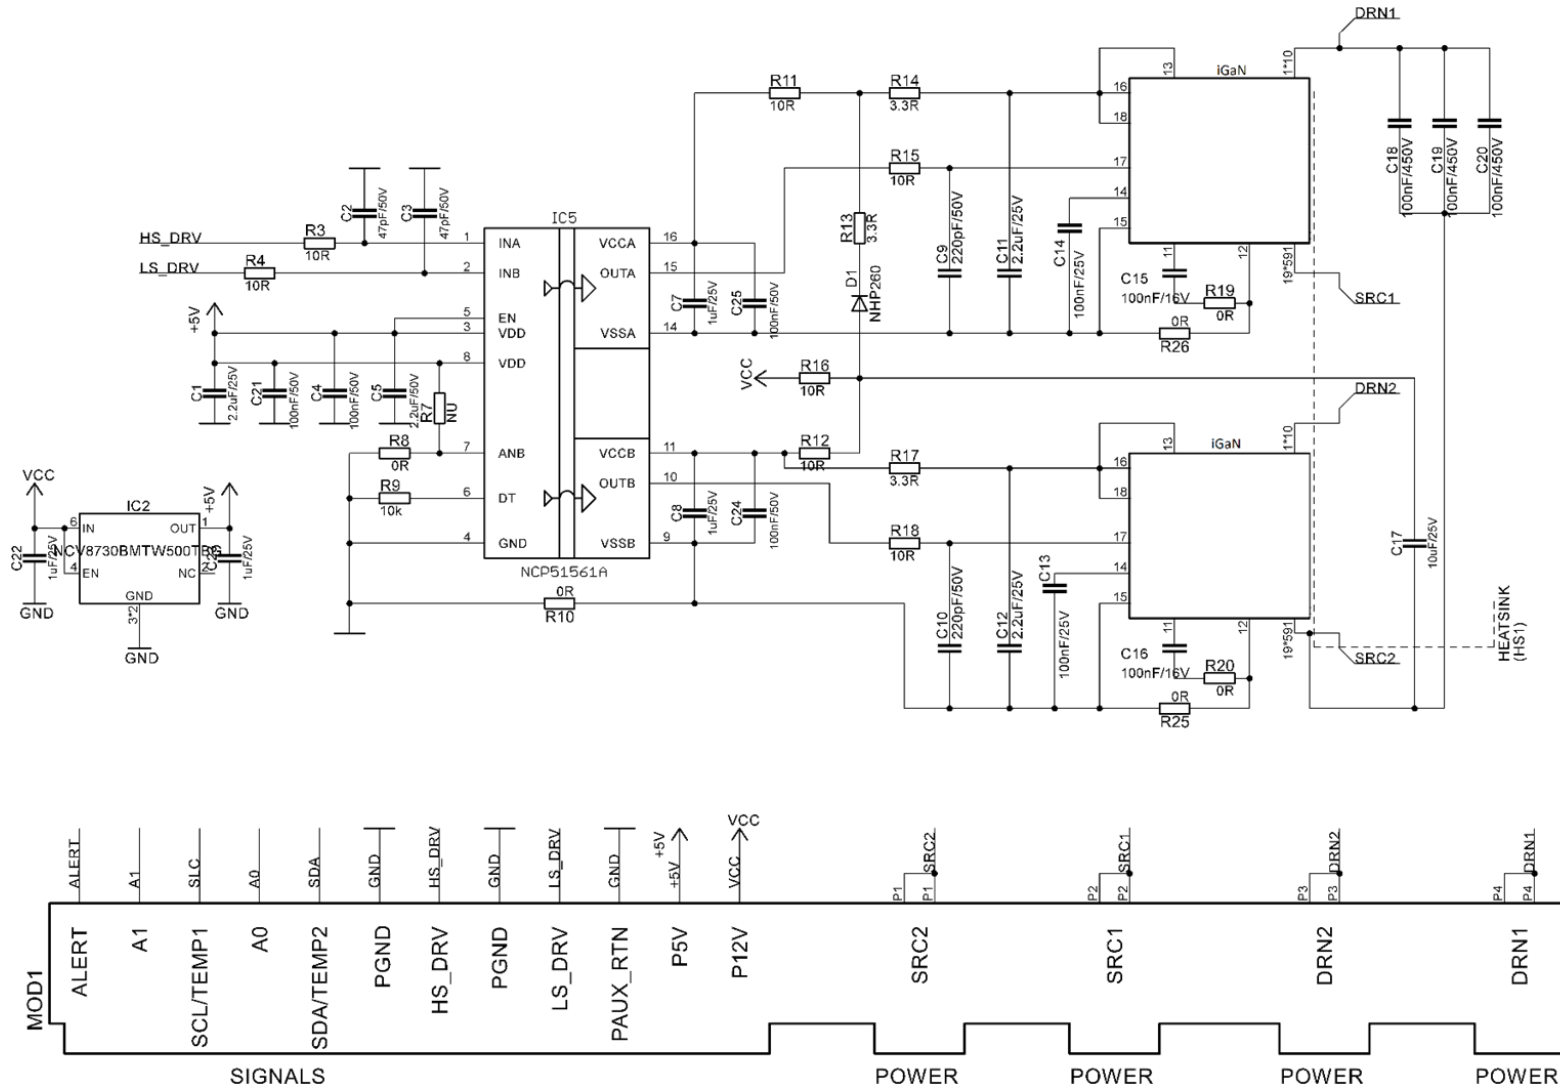 DRN1
iGaN
13
1*10
R11
10R
R14
3.3R
16
18
R15
10R
17
C18
100nF/450V
C19
100nF/450V
C20
100nF/450V
14
15
11
12
19*591
C2
47pF/50V
C3
47pF/50V
IC5
HS_DRV
R3
10R
LS_DRV
R4
10R
1
INA
2
INB
5
EN
3
VDD
8
VDD
7
ANB
6
DT
4
GND
VCCA
16
OUTA
15
VSSA
14
VCCB
11
OUTB
10
VSSB
9
NCP51561A
R13
3.3R
D1
NHP260
C7
1uF/25V
C25
100nF/50V
C9
220pF/50V
C11
2.2uF/25V
C14
100nF/25V
C15
100nF/16V
R19
0R
0R
R26
SRC1
+5V
C1
2.2uF/25V
C21
100nF/50V
C4
100nF/50V
C5
2.2uF/50V
R7
NU
R8
0R
R9
10k
VCC
R16
10R
DRN2
iGaN
13
1*10
R12
10R
R17
3.3R
16
18
R18
10R
17
14
15
11
12
19*591
C8
1uF/25V
C24
100nF/50V
C10
220pF/50V
C12
2.2uF/25V
C13
100nF/25V
C16
100nF/16V
R20
0R
0R
R25
C17
10uF/25V
SRC2
HEATSINK
(HS1)
0R
R10
VCC
+5V
IC2
6
IN
OUT
1
NCV8730BMTW500TBG
4
EN
NC
2
GND
3*2
C22
1uF/25V
1uF/25V
GND
GND
GND
ALERT
A1
SLC
A0
SDA
GND
HS_DRV
GND
LS_DRV
GND
+5V
+5V
VCC
VCC
P1
P1
SRC2
P2
P2
SRC1
P3
P3
DRN2
P4
P4
DRN1
MOD1
ALERT
A1
SCL/TEMP1
A0
SDA/TEMP2
PGND
HS_DRV
PGND
LS_DRV
PAUX_RTN
P5V
P12V
SRC2
SRC1
DRN2
DRN1
SIGNALS
POWER
POWER
POWER
POWER